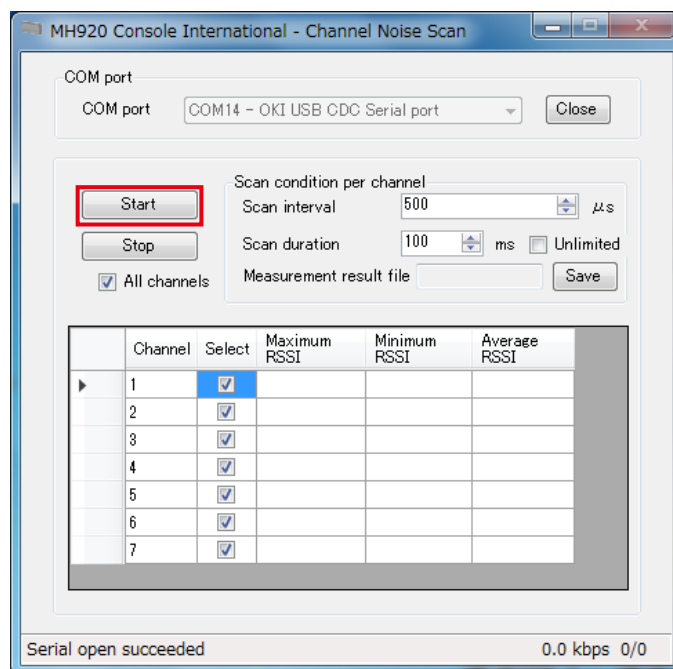 MH920 Console International - Channel Noise Scan
COM port
COM port COM14 - OKI USB CDC Serial port Close
Scan condition per channel
Start Scan interval 500 μs
Stop Scan duration 100 ms Unlimited
All channels Measurement result file Save
Channel Select Maximum RSSI Minimum RSSI Average RSSI
1
2
3
4
5
6
7
Serial open succeeded 0.0 kbps 0/0